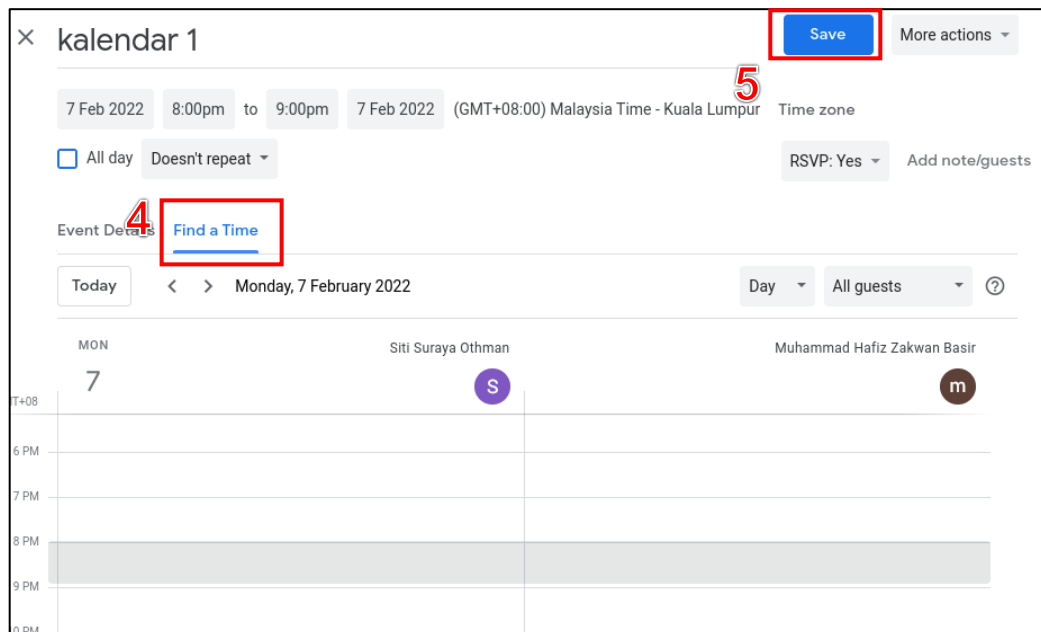 kalendar 1
Save
More actions
5
7 Feb 2022 8:00pm to 9:00pm 7 Feb 2022 (GMT+08:00) Malaysia Time - Kuala Lumpur Time zone
All day Doesn't repeat
RSVP: Yes Add note/guests
4
Event Details Find a Time
Today < > Monday, 7 February 2022 Day All guests ?
MON
Siti Suraya Othman Muhammad Hafiz Zakwan Basir
7
S m
T+08
6 PM
7 PM
8 PM
9 PM
0 PM